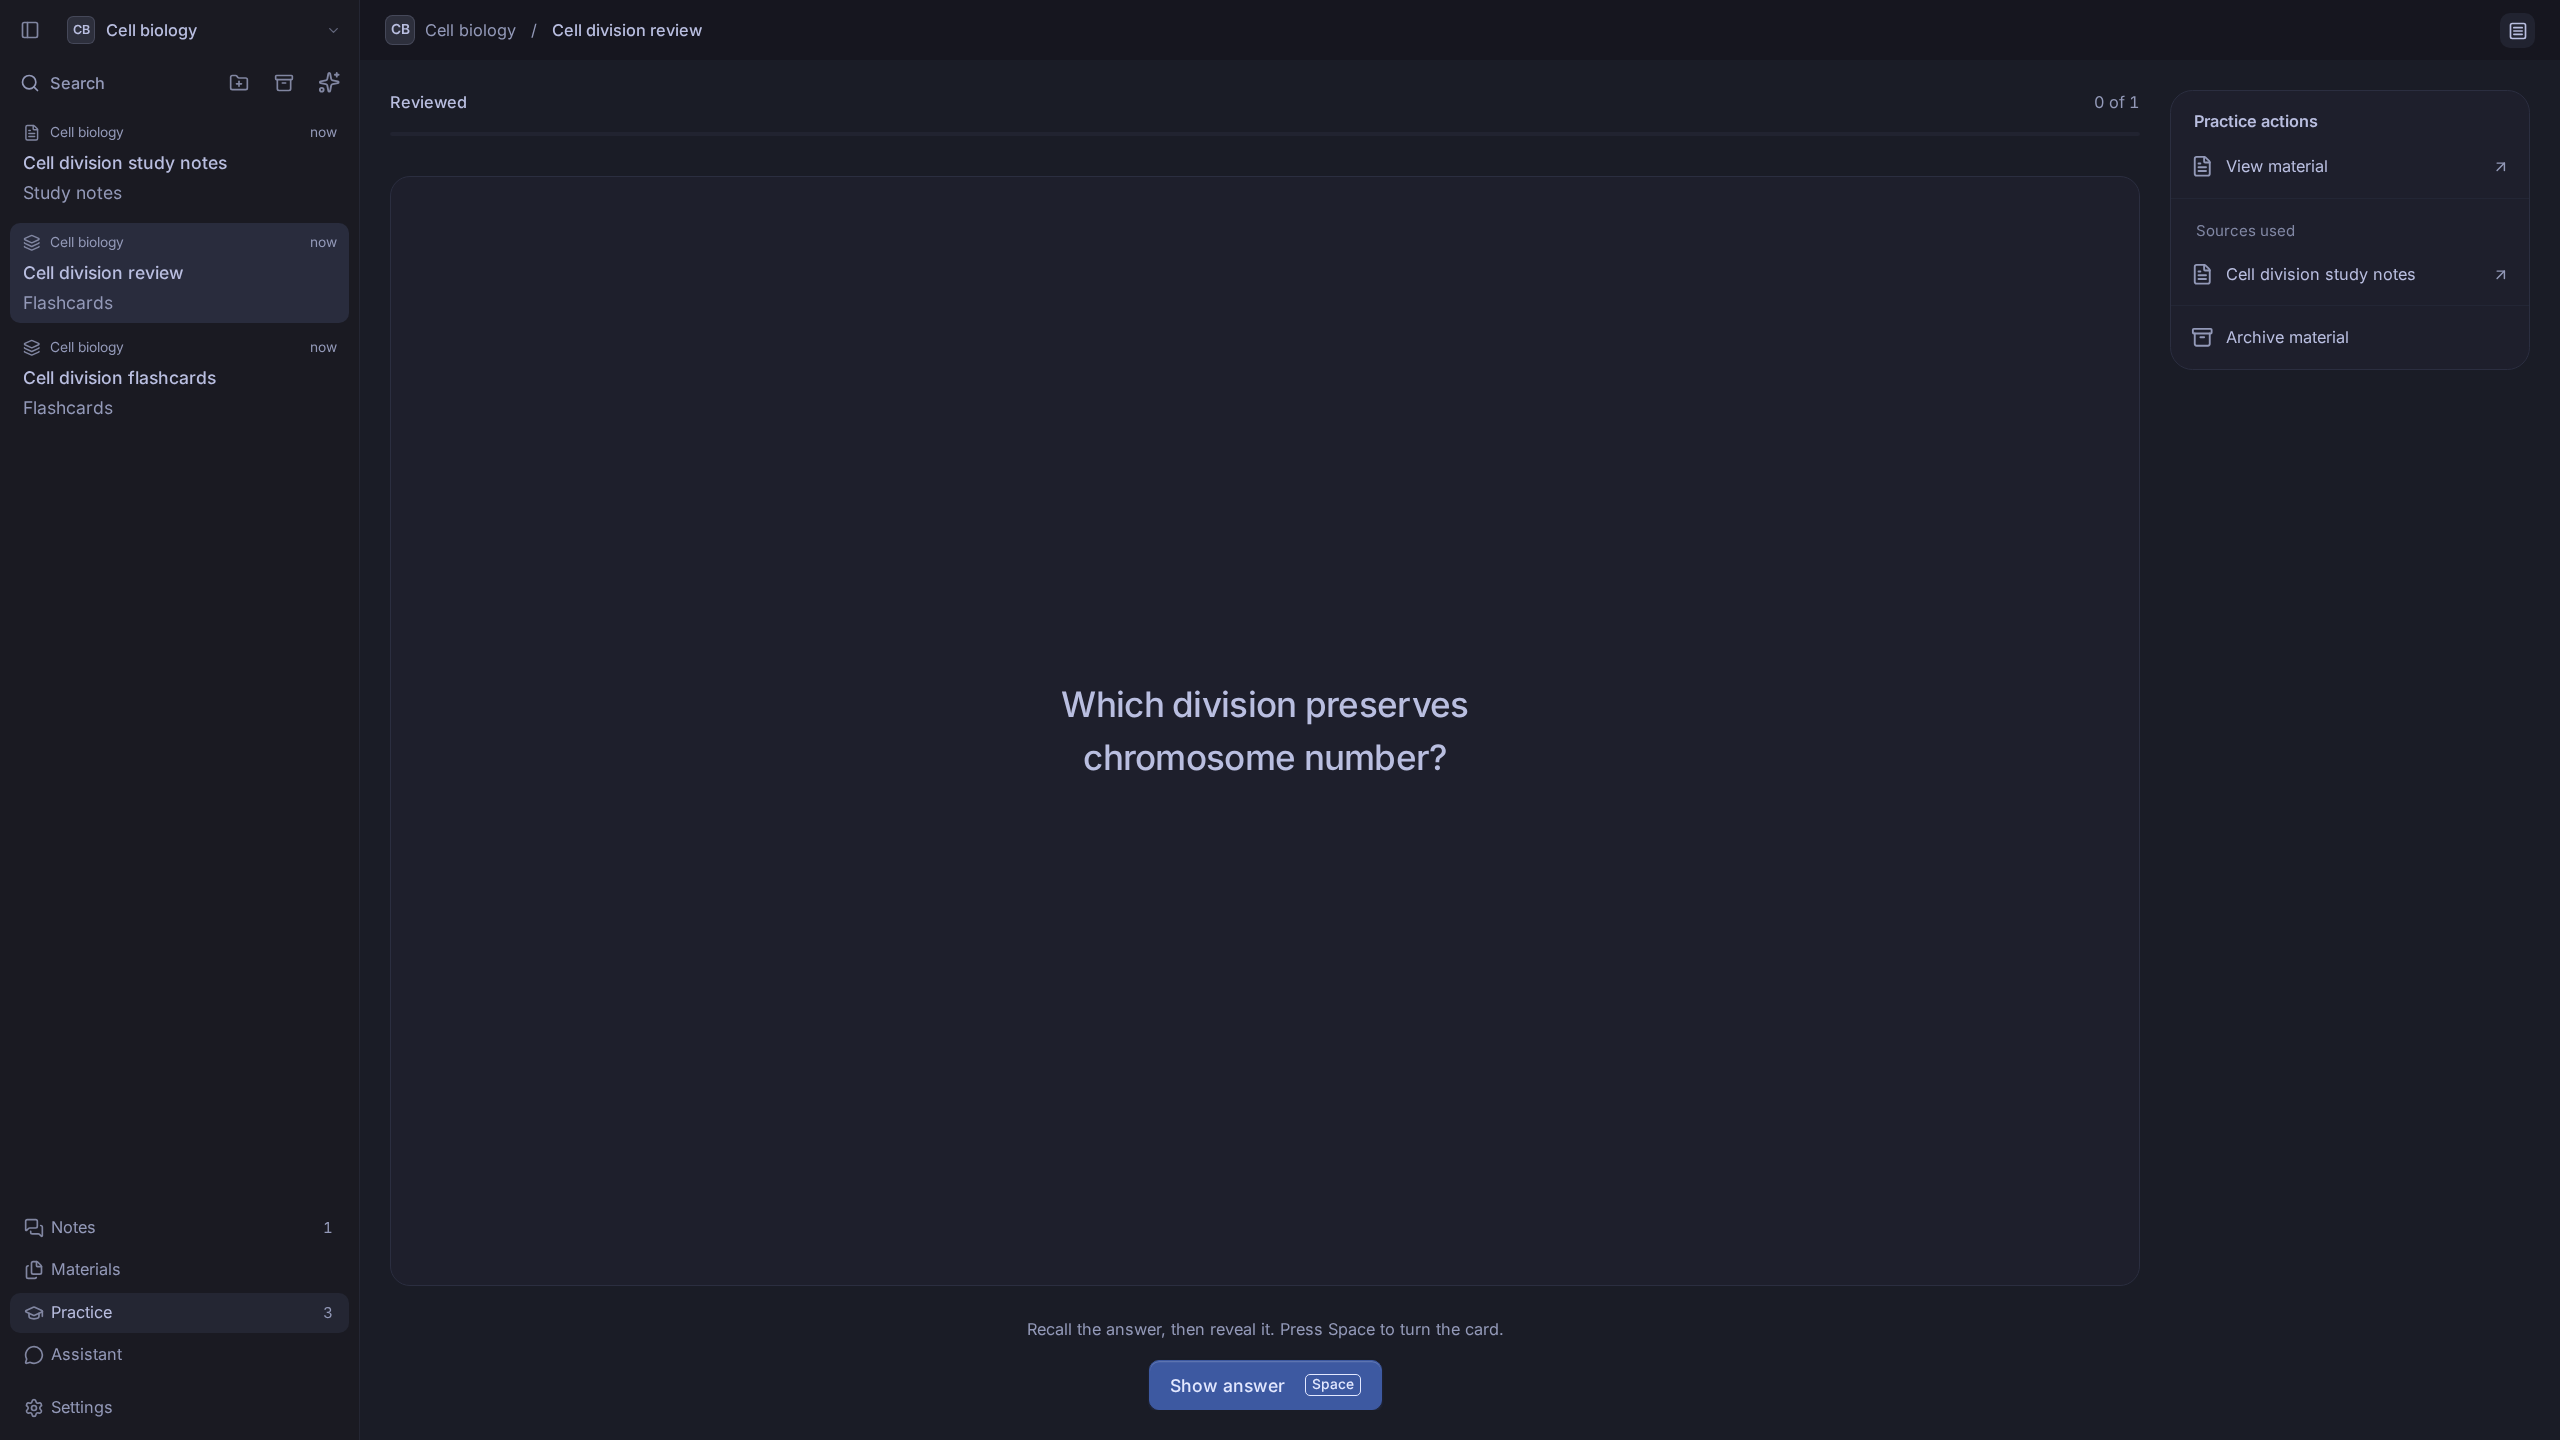 CB Cell biology
Search
Cell biology now
Cell division study notes
Study notes
Cell biology now
Cell division review
Flashcards
Cell biology now
Cell division flashcards
Flashcards
Notes 1
Materials
Practice 3
Assistant
Settings
CB Cell biology / Cell division review
Reviewed 0 of 1
Which division preserves
chromosome number?
Recall the answer, then reveal it. Press Space to turn the card.
Show answer Space
Practice actions
View material
Sources used
Cell division study notes
Archive material